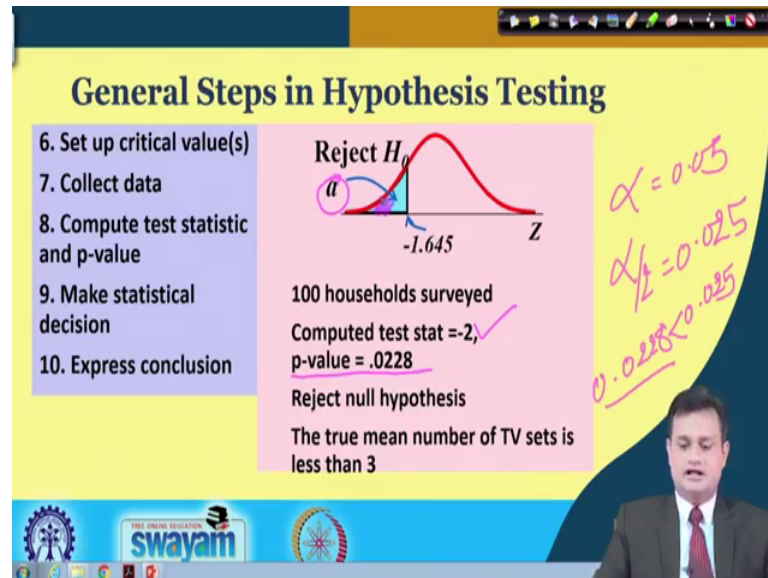 General Steps in Hypothesis Testing
6. Set up critical value(s)
7. Collect data
8. Compute test statistic
and p-value
9. Make statistical
decision
10. Express conclusion
Reject H0
a
-1.645
Z
100 households surveyed
Computed test stat =-2,
p-value = .0228
Reject null hypothesis
The true mean number of TV sets is
less than 3
α = 0.05
α/2 = 0.025
0.0228<0.025
FREE ONLINE EDUCATION
swayam